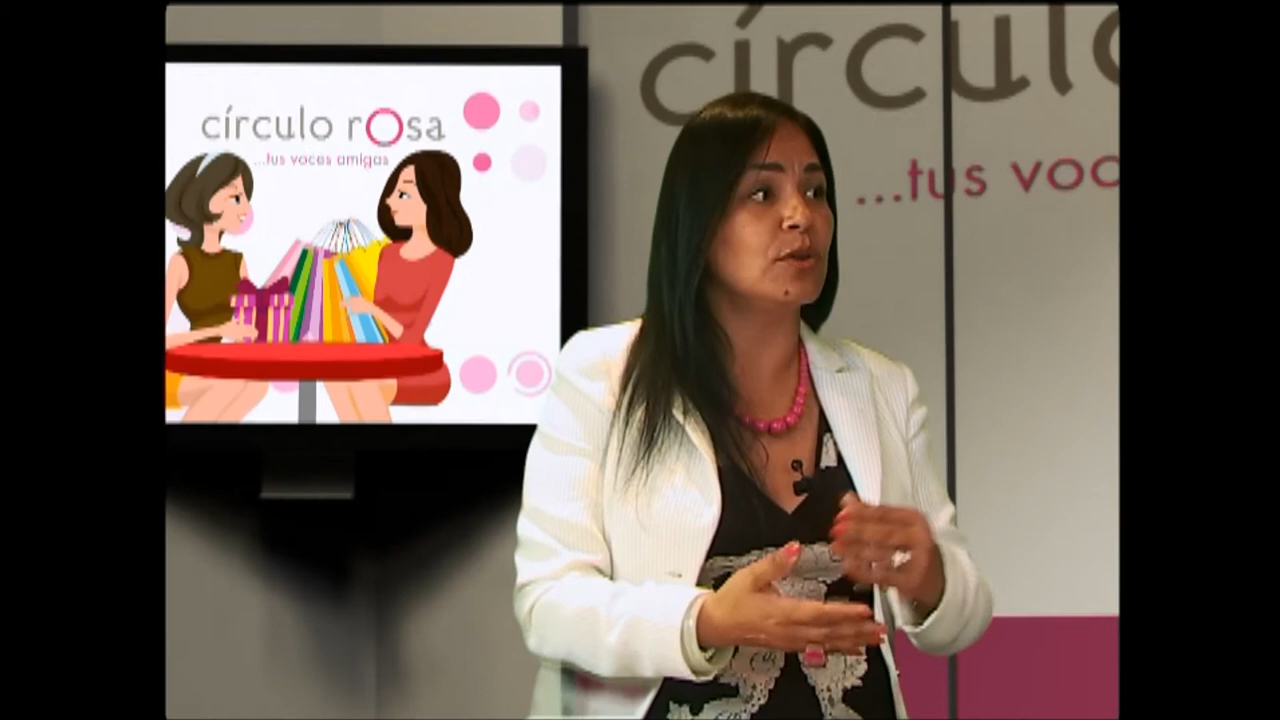 círculo rosa
...tus voces amigas
círculo
...tus voc